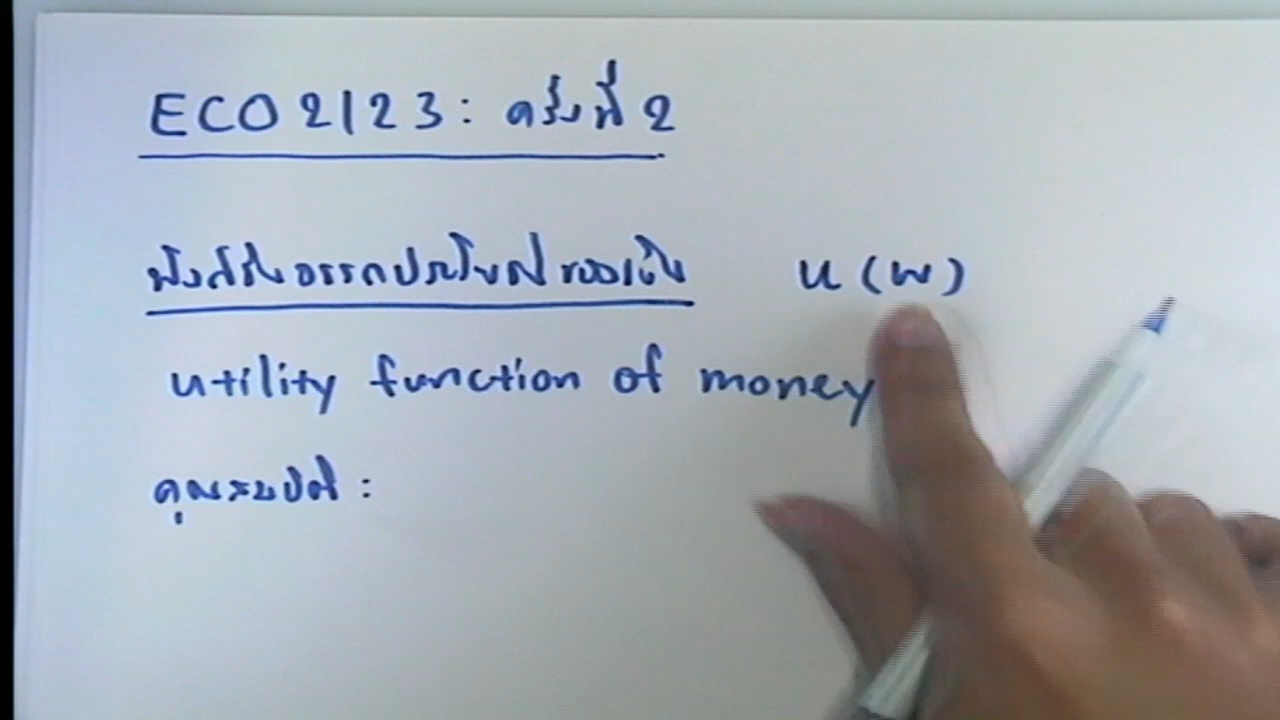 ECO 2123: ครั้งที่ 2
ฟังก์ชันอรรถประโยชน์ของเงิน u(w)
utility function of money
คุณสมบัติ: